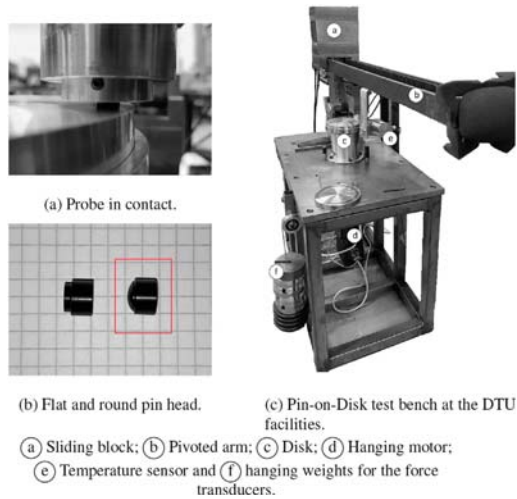 (a) Probe in contact.
a
b
c
e
d
f
(b) Flat and round pin head.
(c) Pin-on-Disk test bench at the DTU
facilities.
a Sliding block; b Pivoted arm; c Disk; d Hanging motor;
e Temperature sensor and f hanging weights for the force
transducers.